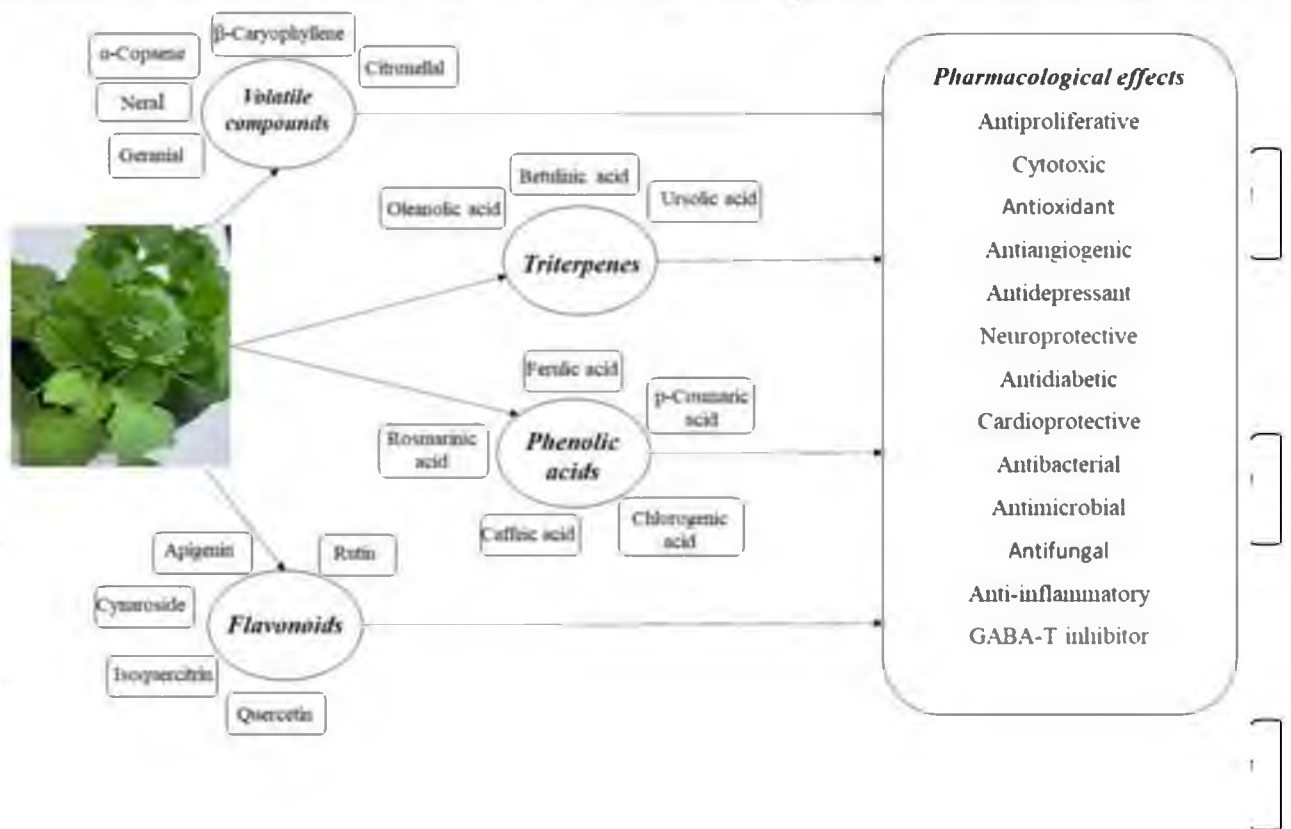 β-Caryophyllene
α-Copaene
Citronellal
Neral
Volatile
compounds
Geranial
Betulinic acid
Oleanolic acid
Ursolic acid
Triterpenes
Ferulic acid
p-Coumaric
acid
Rosmarinic
acid
Phenolic
acids
Caffeic acid
Chlorogenic
acid
Apigenin
Rutin
Cynaroside
Flavonoids
Isoquercitrin
Quercetin
Pharmacological effects
Antiproliferative
Cytotoxic
Antioxidant
Antiangiogenic
Antidepressant
Neuroprotective
Antidiabetic
Cardioprotective
Antibacterial
Antimicrobial
Antifungal
Anti-inflammatory
GABA-T inhibitor